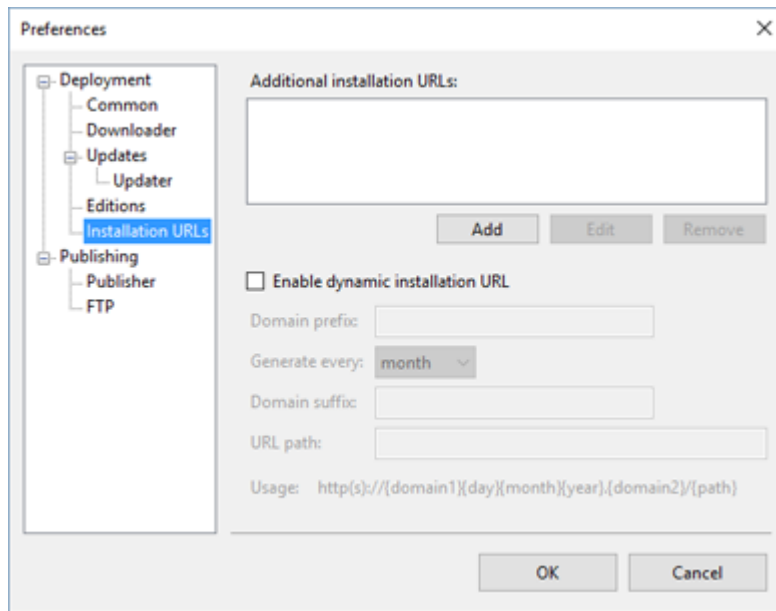 Preferences
Deployment
Common
Downloader
Updates
Updater
Editions
Installation URLs
Publishing
Publisher
FTP
Additional installation URLs:
Add Edit Remove
Enable dynamic installation URL
Domain prefix:
Generate every: month
Domain suffix:
URL path:
Usage: http(s)://{domain1}{day}{month}{year}.{domain2}/{path}
OK Cancel